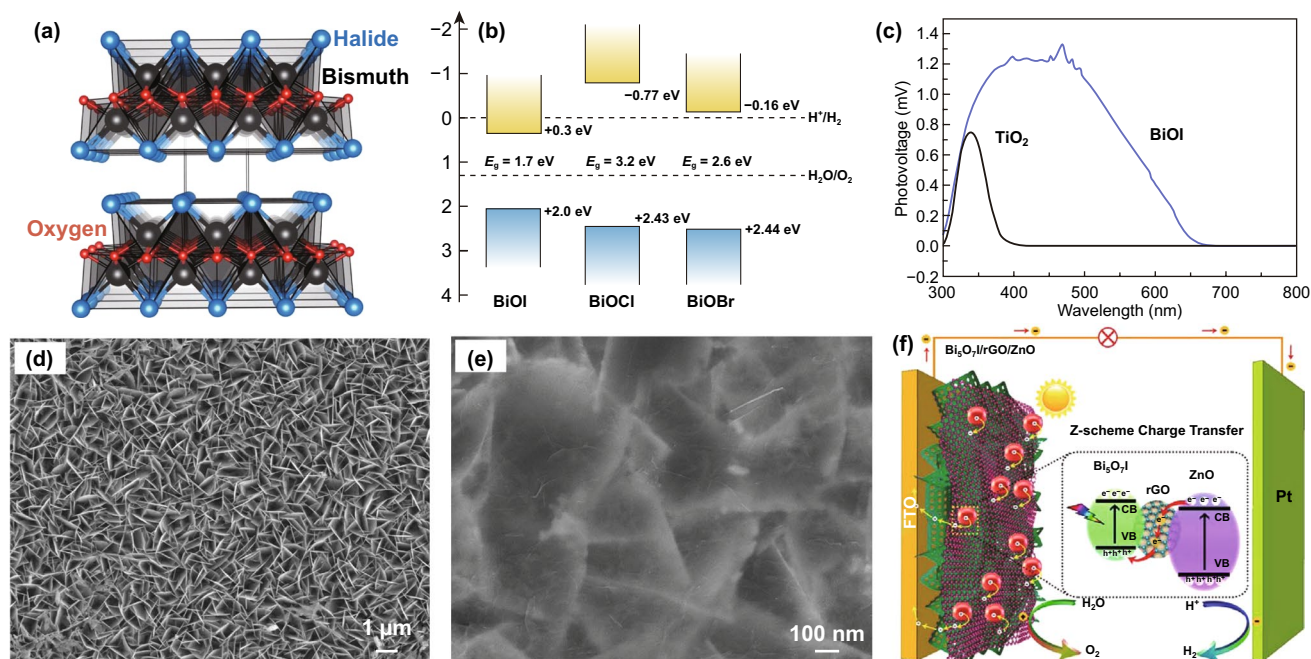 (a)
Halide
Bismuth
Oxygen
(b)
−2
−1
0
1
2
3
4
−0.77 eV
−0.16 eV
H⁺/H₂
+0.3 eV
E_g = 1.7 eV
E_g = 3.2 eV
E_g = 2.6 eV
H₂O/O₂
+2.0 eV
+2.43 eV
+2.44 eV
BiOI
BiOCl
BiOBr
(c)
Photovoltage (mV)
1.4
1.2
1.0
0.8
0.6
0.4
0.2
0.0
−0.2
TiO₂
BiOI
300
400
500
600
700
800
Wavelength (nm)
(d)
1 µm
(e)
100 nm
(f)
Bi₅O₇I/rGO/ZnO
Z-scheme Charge Transfer
Bi₅O₇I
rGO
ZnO
e⁻ e⁻ e⁻
e⁻ e⁻ e⁻
CB
CB
e⁻
e⁻
VB
VB
h⁺h⁺h⁺
h⁺ h⁺ h⁺h⁺
FTO
Pt
H₂O
H⁺
O₂
H₂